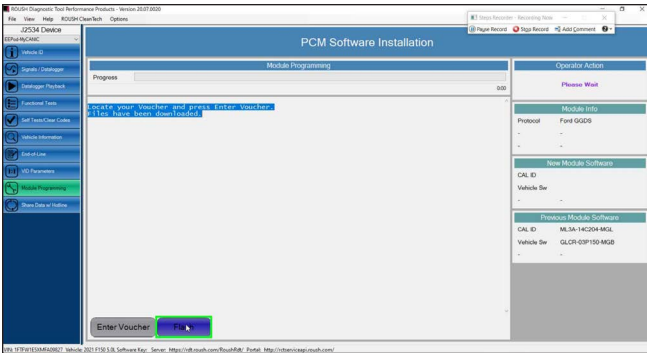 ROUSH Diagnostic Tool Performance Products - Version 20.07.0020
File View Help ROUSH CleanTech Options
Steps Recorder - Recording Now
Pause Record Stop Record Add Comment
J2534 Device
EEPod-MyCANIC
PCM Software Installation
Vehicle ID
Signals / Datalogger
Datalogger Playback
Functional Tests
Self Tests/Clear Codes
Vehicle Information
End-of-Line
VID Parameters
Module Programming
Share Data w/ Hotline
Module Programming
Progress
0:00
Locate your Voucher and press Enter Voucher.
Files have been downloaded.
Enter Voucher
Flash
Operator Action
Please Wait
Module Info
Protocol Ford GGDS
- -
- -
New Module Software
CAL ID
Vehicle Sw
- -
Previous Module Software
CAL ID ML3A-14C204-MGL
Vehicle Sw GLCR-03P150-MGB
- -
VIN: 1FTFW1E5XMFA09827 Vehicle: 2021 F150 5.0L Software Key: Server: https://rdt.roush.com/RoushRdt/ Portal: http://rctserviceapi.roush.com/